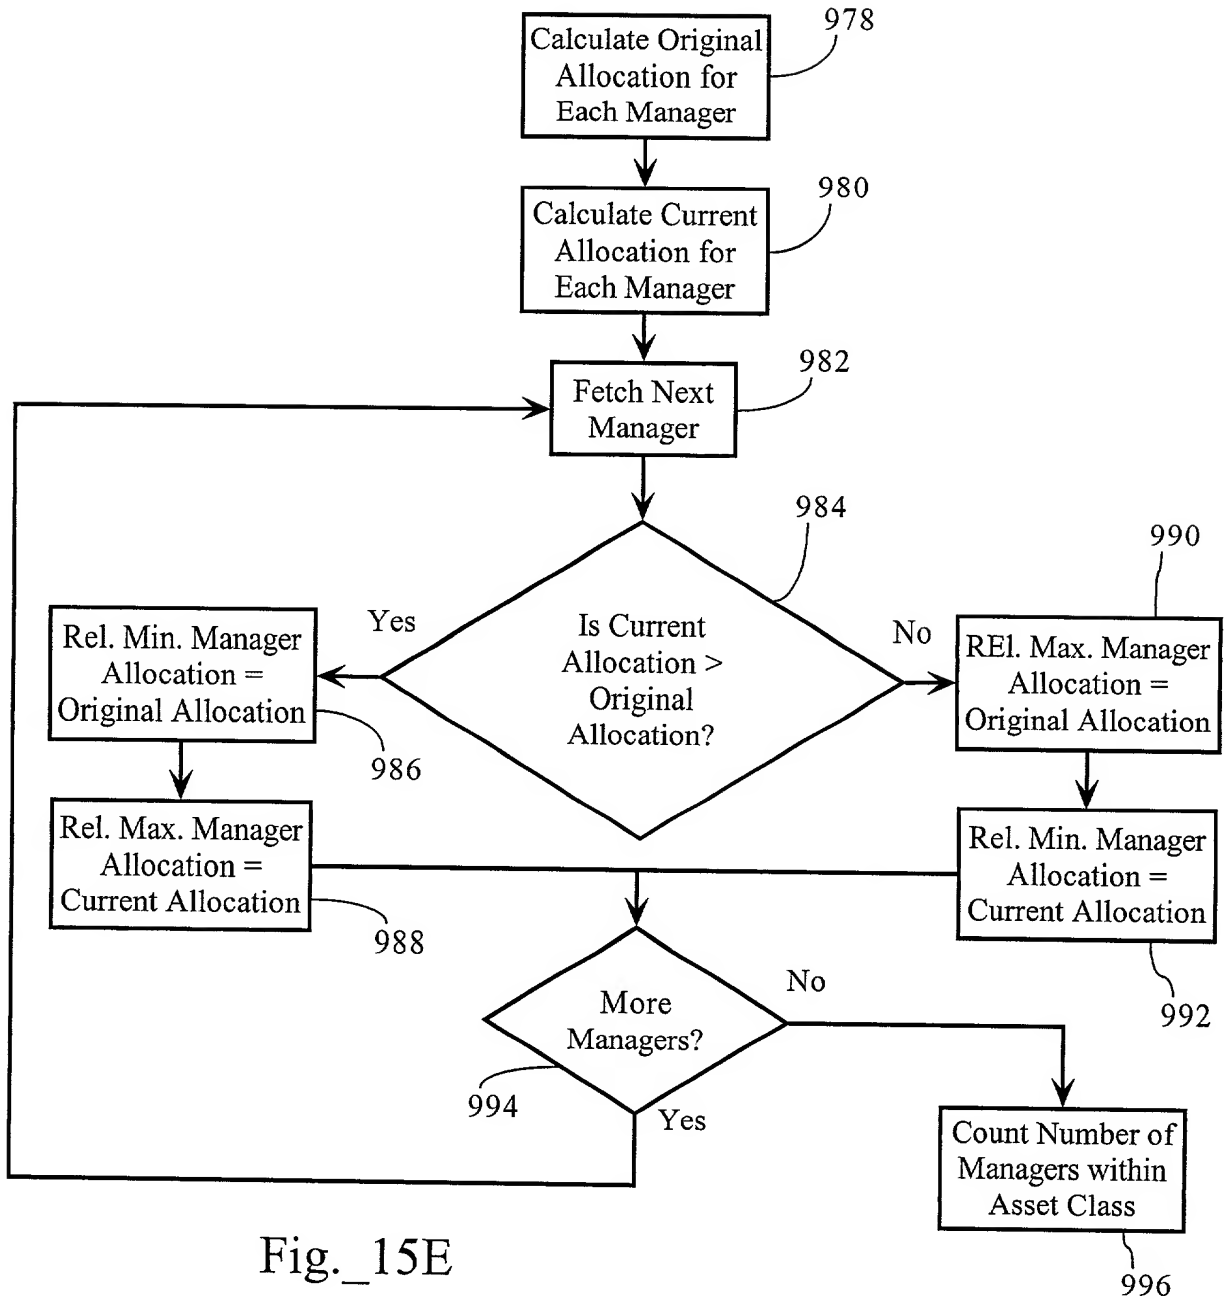 978
Calculate Original
Allocation for
Each Manager
980
Calculate Current
Allocation for
Each Manager
982
Fetch Next
Manager
984
Is Current
Allocation >
Original
Allocation?
Yes
No
Rel. Min. Manager
Allocation =
Original Allocation
986
990
REl. Max. Manager
Allocation =
Original Allocation
Rel. Max. Manager
Allocation =
Current Allocation
988
Rel. Min. Manager
Allocation =
Current Allocation
992
More
Managers?
994
No
Yes
Count Number of
Managers within
Asset Class
996
Fig._15E